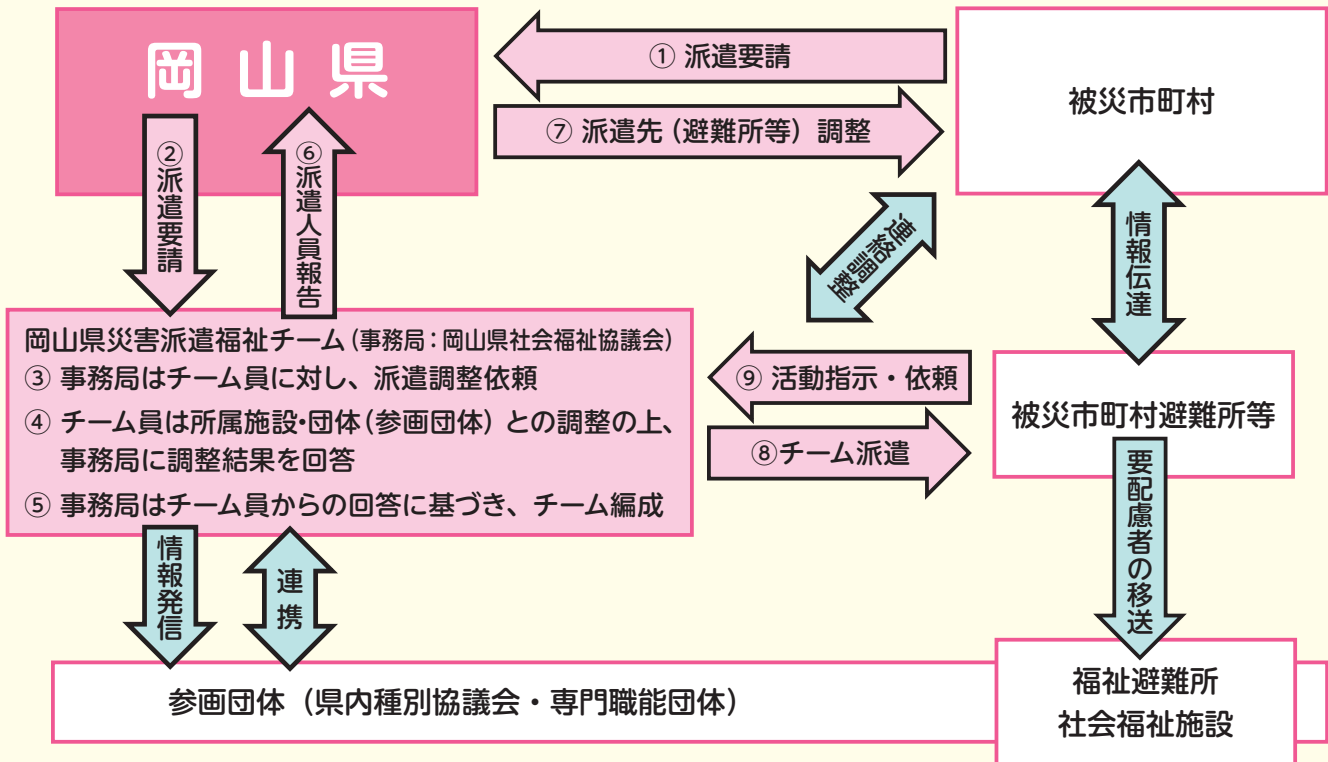 岡山県
① 派遣要請
⑦ 派遣先（避難所等）調整
被災市町村
②派遣要請
⑥派遣人員報告
連絡調整
情報伝達
岡山県災害派遣福祉チーム（事務局：岡山県社会福祉協議会）
③ 事務局はチーム員に対し、派遣調整依頼
④ チーム員は所属施設・団体（参画団体）との調整の上、
事務局に調整結果を回答
⑤ 事務局はチーム員からの回答に基づき、チーム編成
⑨ 活動指示・依頼
⑧チーム派遣
被災市町村避難所等
情報発信
連携
要配慮者の移送
参画団体（県内種別協議会・専門職能団体）
福祉避難所
社会福祉施設